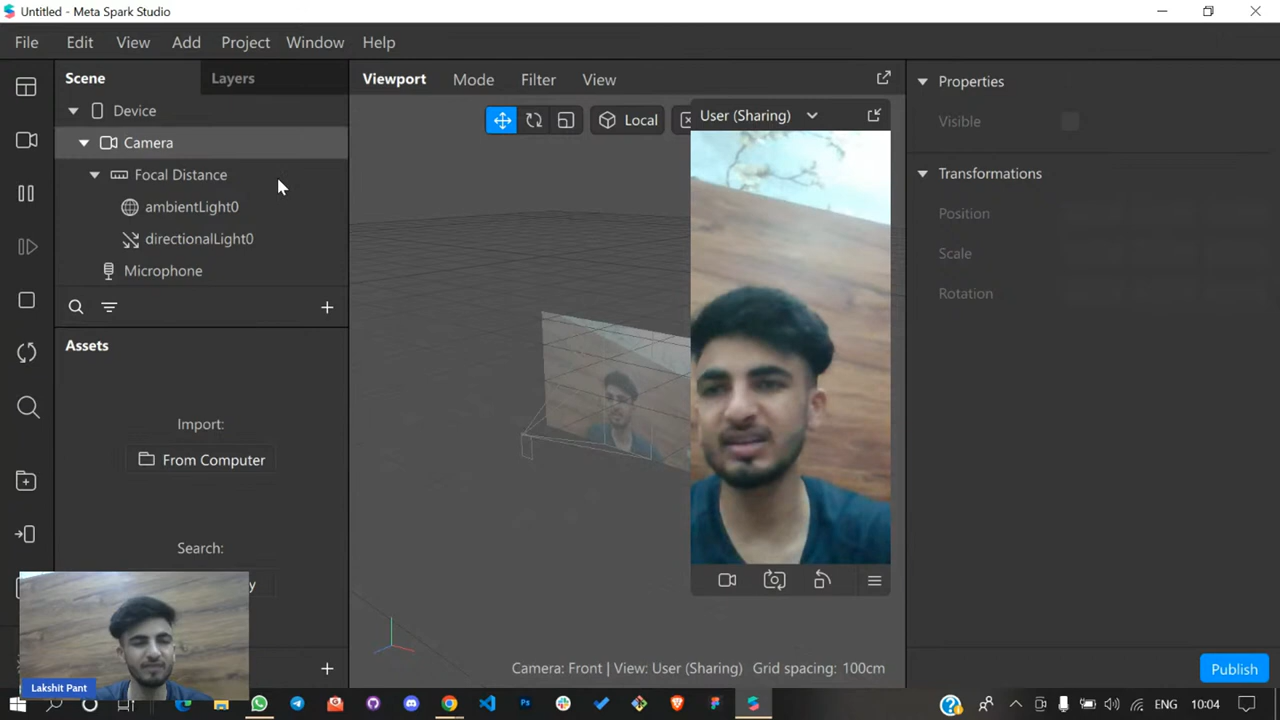 Untitled - Meta Spark Studio
File Edit View Add Project Window Help
Scene Layers
Device
Camera
Focal Distance
ambientLight0
directionalLight0
Microphone
Assets
Import:
From Computer
Search:
y
Lakshit Pant
Viewport Mode Filter View
Local
User (Sharing)
Camera: Front | View: User (Sharing) Grid spacing: 100cm
Properties
Visible
Transformations
Position
Scale
Rotation
Publish
Ps
ENG 10:04